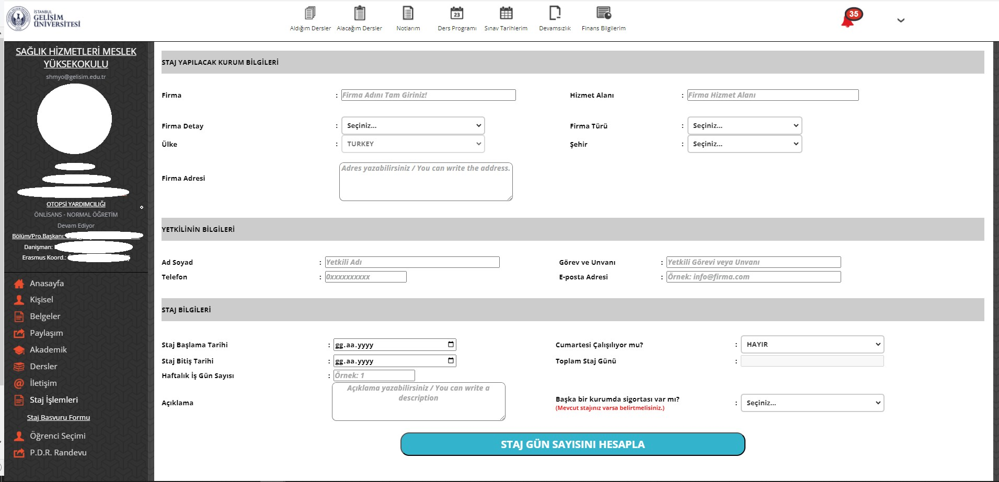 İSTANBUL
GELİŞİM
ÜNİVERSİTESİ
Aldığım Dersler
Alacağım Dersler
Notlarım
23
Ders Programı
Sınav Tarihlerim
Devamsızlık
Finans Bilgilerim
35
SAĞLIK HİZMETLERİ MESLEK
YÜKSEKOKULU
shmyo@gelisim.edu.tr
OTOPSİ YARDIMCILIĞI
ÖNLİSANS - NORMAL ÖĞRETİM
Devam Ediyor
Bölüm/Pro.Başkanı:
Danişman:
Erasmus Koord.:
Anasayfa
Kişisel
Belgeler
Paylaşım
Akademik
Dersler
İletişim
Staj İşlemleri
Staj Basvuru Formu
Öğrenci Seçimi
P.D.R. Randevu
STAJ YAPILACAK KURUM BİLGİLERİ
Firma : Firma Adını Tam Giriniz!
Hizmet Alanı : Firma Hizmet Alanı
Firma Detay : Seçiniz...
Firma Türü : Seçiniz...
Ülke : TURKEY
Şehir : Seçiniz...
Firma Adresi
Adres yazabilirsiniz / You can write the address.
YETKİLİNİN BİLGİLERİ
Ad Soyad : Yetkili Adı
Görev ve Unvanı : Yetkili Görevi veya Unvanı
Telefon : 0xxxxxxxxxx
E-posta Adresi : Örnek: info@firma.com
STAJ BİLGİLERİ
Staj Başlama Tarihi : gg.aa.yyyy
Cumartesi Çalışılıyor mu? : HAYIR
Staj Bitiş Tarihi : gg.aa.yyyy
Toplam Staj Günü :
Haftalık İş Gün Sayısı : Örnek: 1
Açıklama
Açıklama yazabilirsiniz / You can write a
description
Başka bir kurumda sigortası var mı? : Seçiniz...
(Mevcut stajınız varsa belirtmelisiniz.)
STAJ GÜN SAYISINI HESAPLA